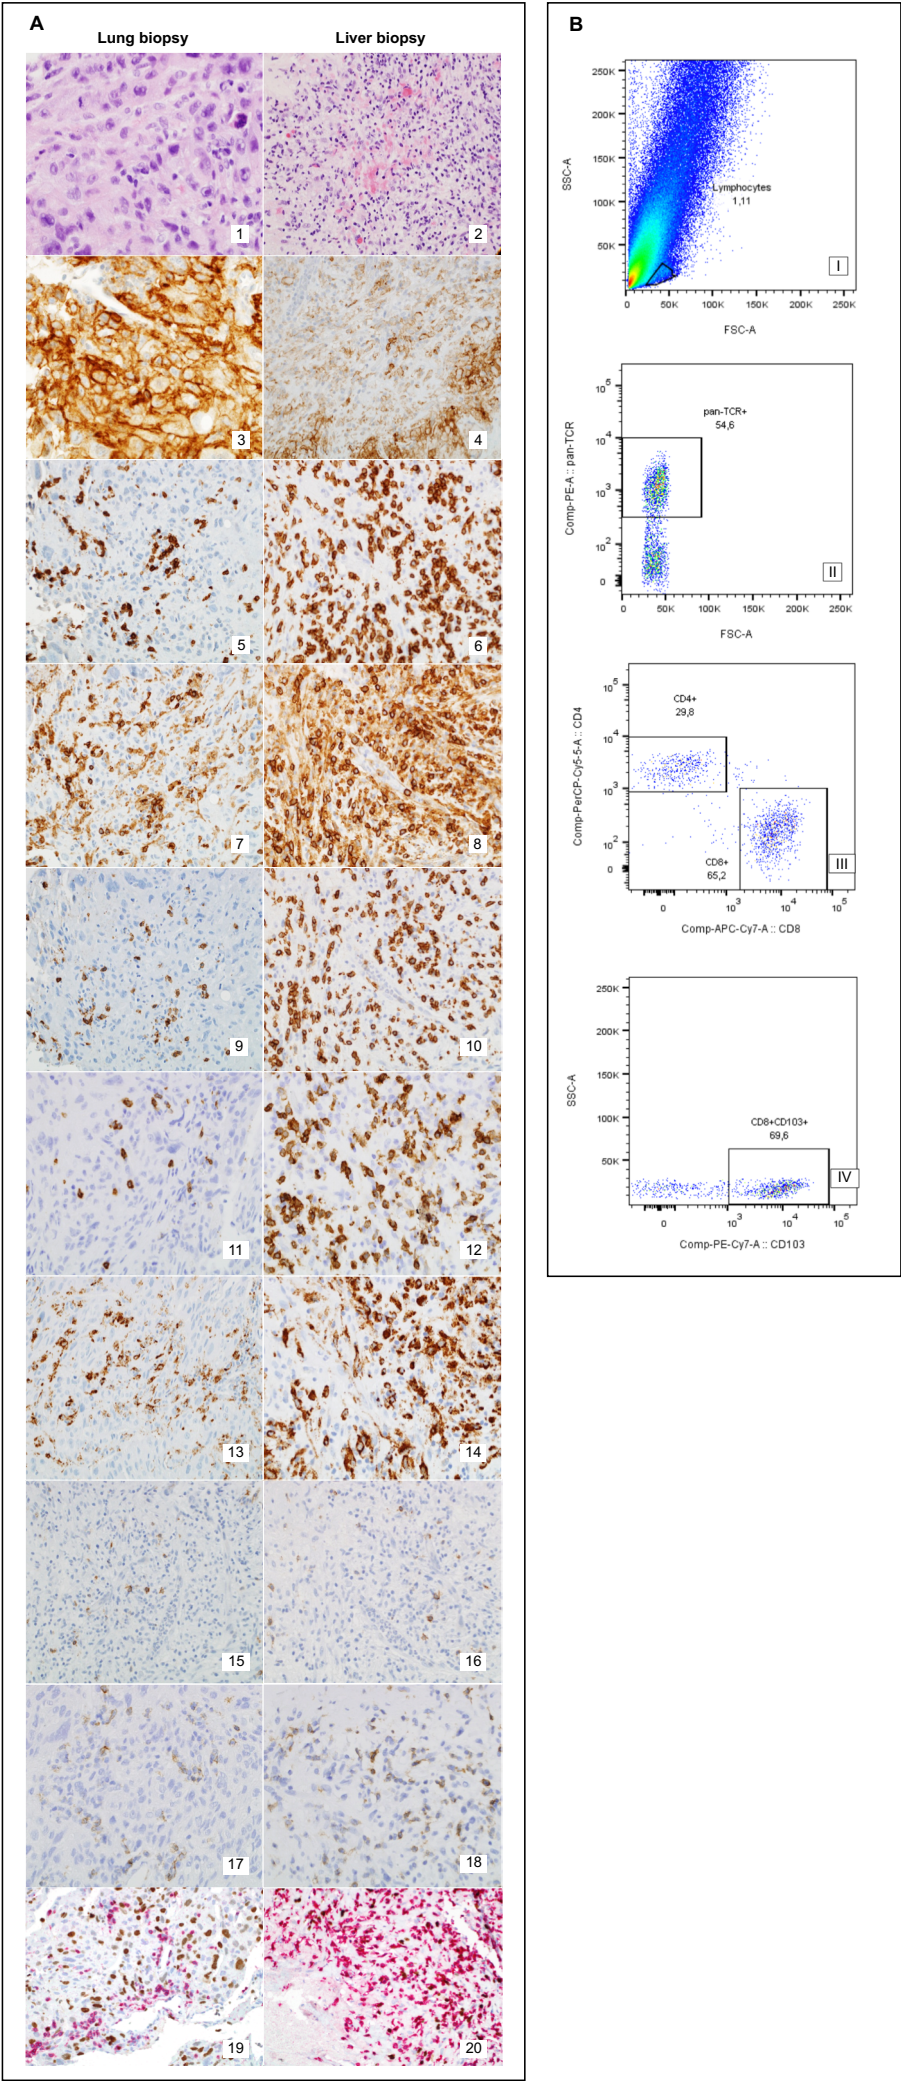 A
Lung biopsy
Liver biopsy
1
2
3
4
5
6
7
8
9
10
11
12
13
14
15
16
17
18
19
20
B
250K
200K
150K
100K
50K
SSC-A
Lymphocytes
1,11
I
0 50K 100K 150K 200K 250K
FSC-A
10^5
10^4
10^3
10^2
0
Comp-PE-A :: pan-TCR
pan-TCR+
54,6
II
0 50K 100K 150K 200K 250K
FSC-A
10^5
10^4
10^3
10^2
0
Comp-PerCP-Cy5-5-A :: CD4
CD4+
29,8
CD8+
65,2
III
0 10^3 10^4 10^5
Comp-APC-Cy7-A :: CD8
250K
200K
150K
100K
50K
SSC-A
CD8+CD103+
69,6
IV
0 10^3 10^4 10^5
Comp-PE-Cy7-A :: CD103